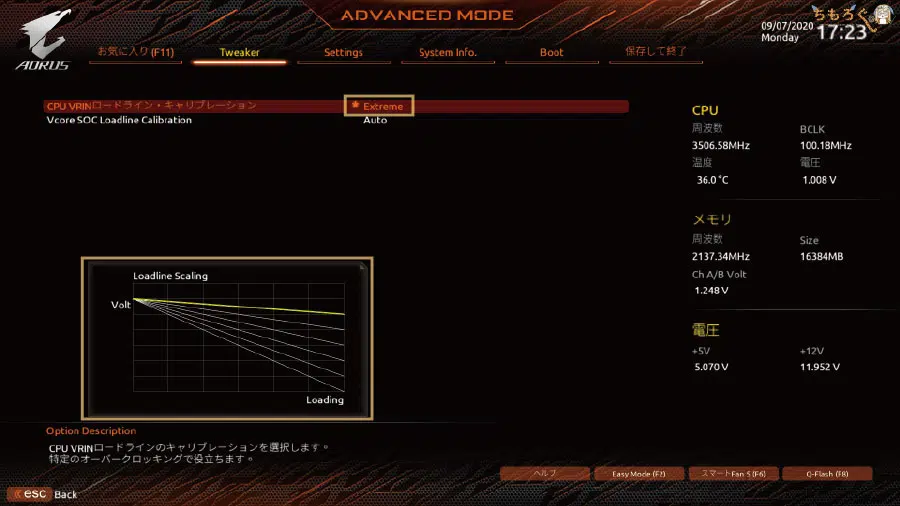 ADVANCED MODE
ちもろぐ
09/07/2020
Monday
17:23
AORUS
お気に入り(F11)
Tweaker
Settings
System Info.
Boot
保存して終了
CPU VRINロードライン・キャリブレーション
Extreme
Vcore SOC Loadline Calibration
Auto
CPU
周波数
BCLK
3506.58MHz
100.18MHz
温度
電圧
36.0 °C
1.008 V
メモリ
周波数
Size
2137.34MHz
16384MB
Ch A/B Volt
1.248 V
電圧
+5V
+12V
5.070 V
11.952 V
Loadline Scaling
Volt
Loading
Option Description
CPU VRINロードラインのキャリブレーションを選択します。
特定のオーバークロッキングで役立ちます。
ヘルプ
Easy Mode (F2)
スマートFan 5 (F6)
Q-Flash (F8)
esc Back